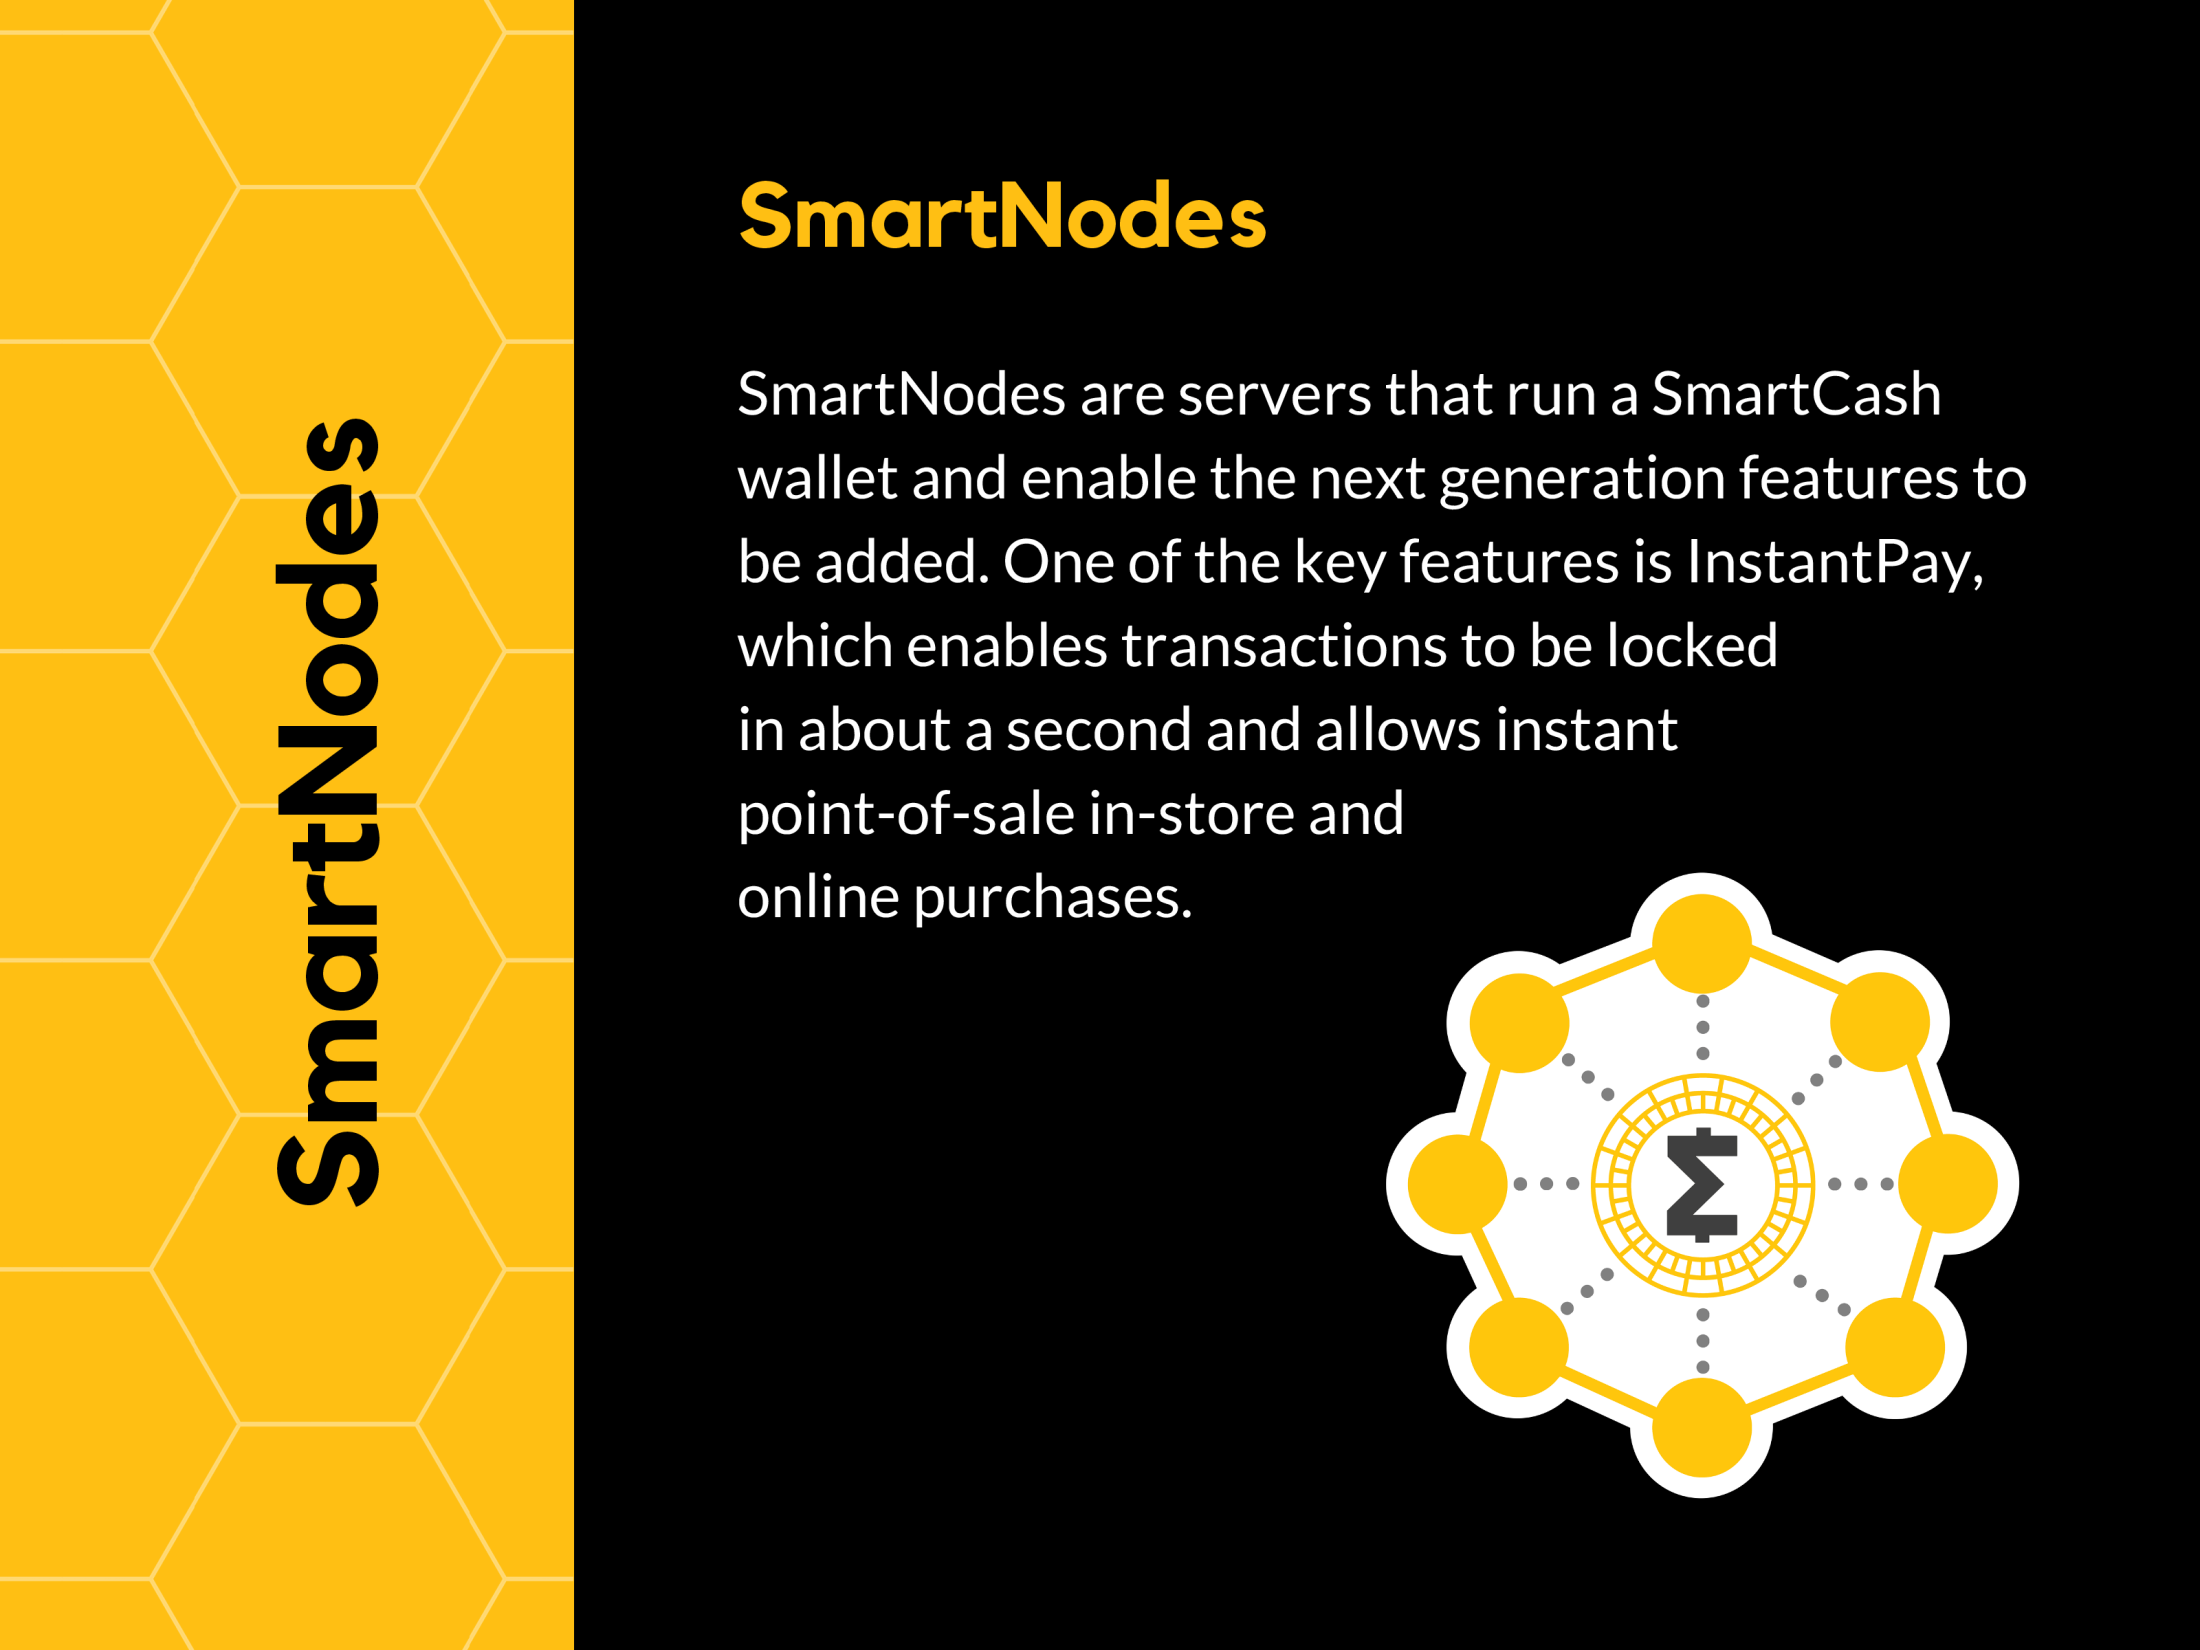 SmartNodes
SmartNodes
SmartNodes are servers that run a SmartCash
wallet and enable the next generation features to
be added. One of the key features is InstantPay,
which enables transactions to be locked
in about a second and allows instant
point-of-sale in-store and
online purchases.